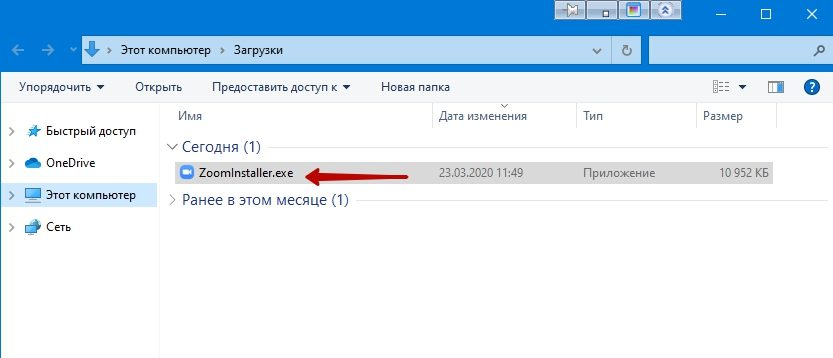 Этот компьютер > Загрузки
Упорядочить Открыть Предоставить доступ к Новая папка
Имя Дата изменения Тип Размер
Быстрый доступ
Сегодня (1)
OneDrive
ZoomInstaller.exe 23.03.2020 11:49 Приложение 10 952 КБ
Этот компьютер
Ранее в этом месяце (1)
Сеть